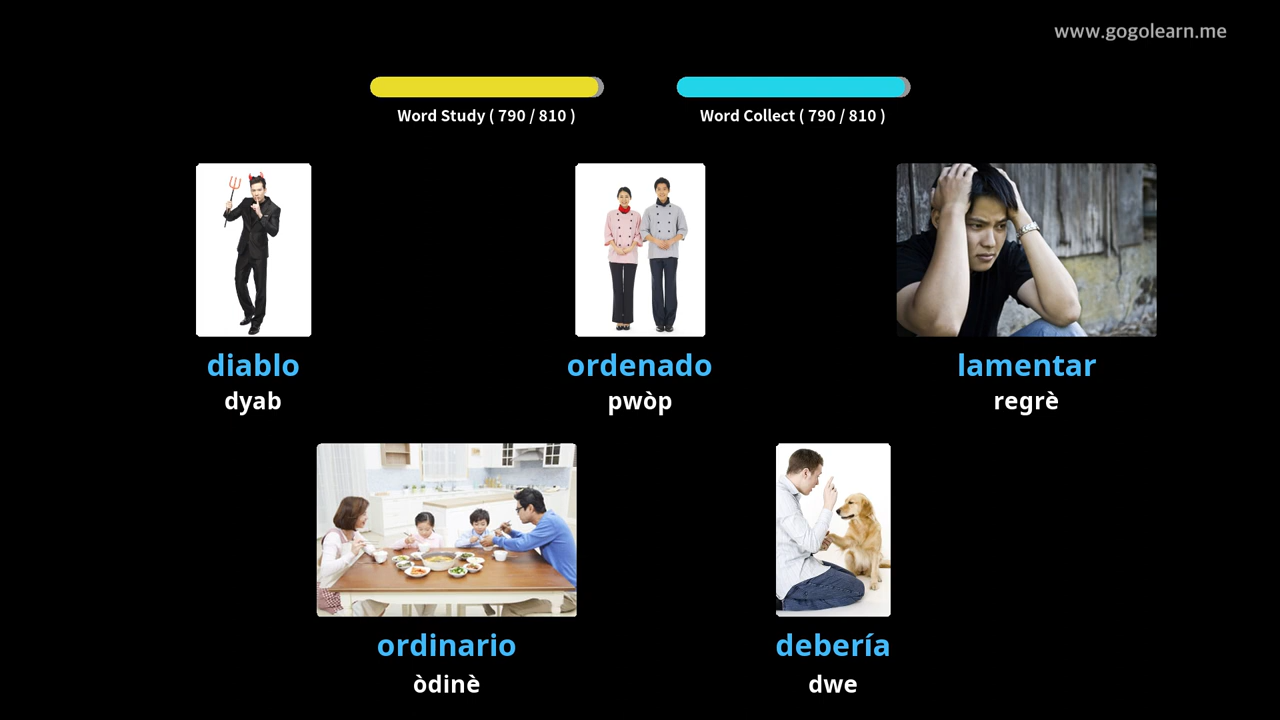 www.gogolearn.me
Word Study ( 790 / 810 )
Word Collect ( 790 / 810 )
diablo
dyab
ordenado
pwòp
lamentar
regrè
ordinario
òdinè
debería
dwe